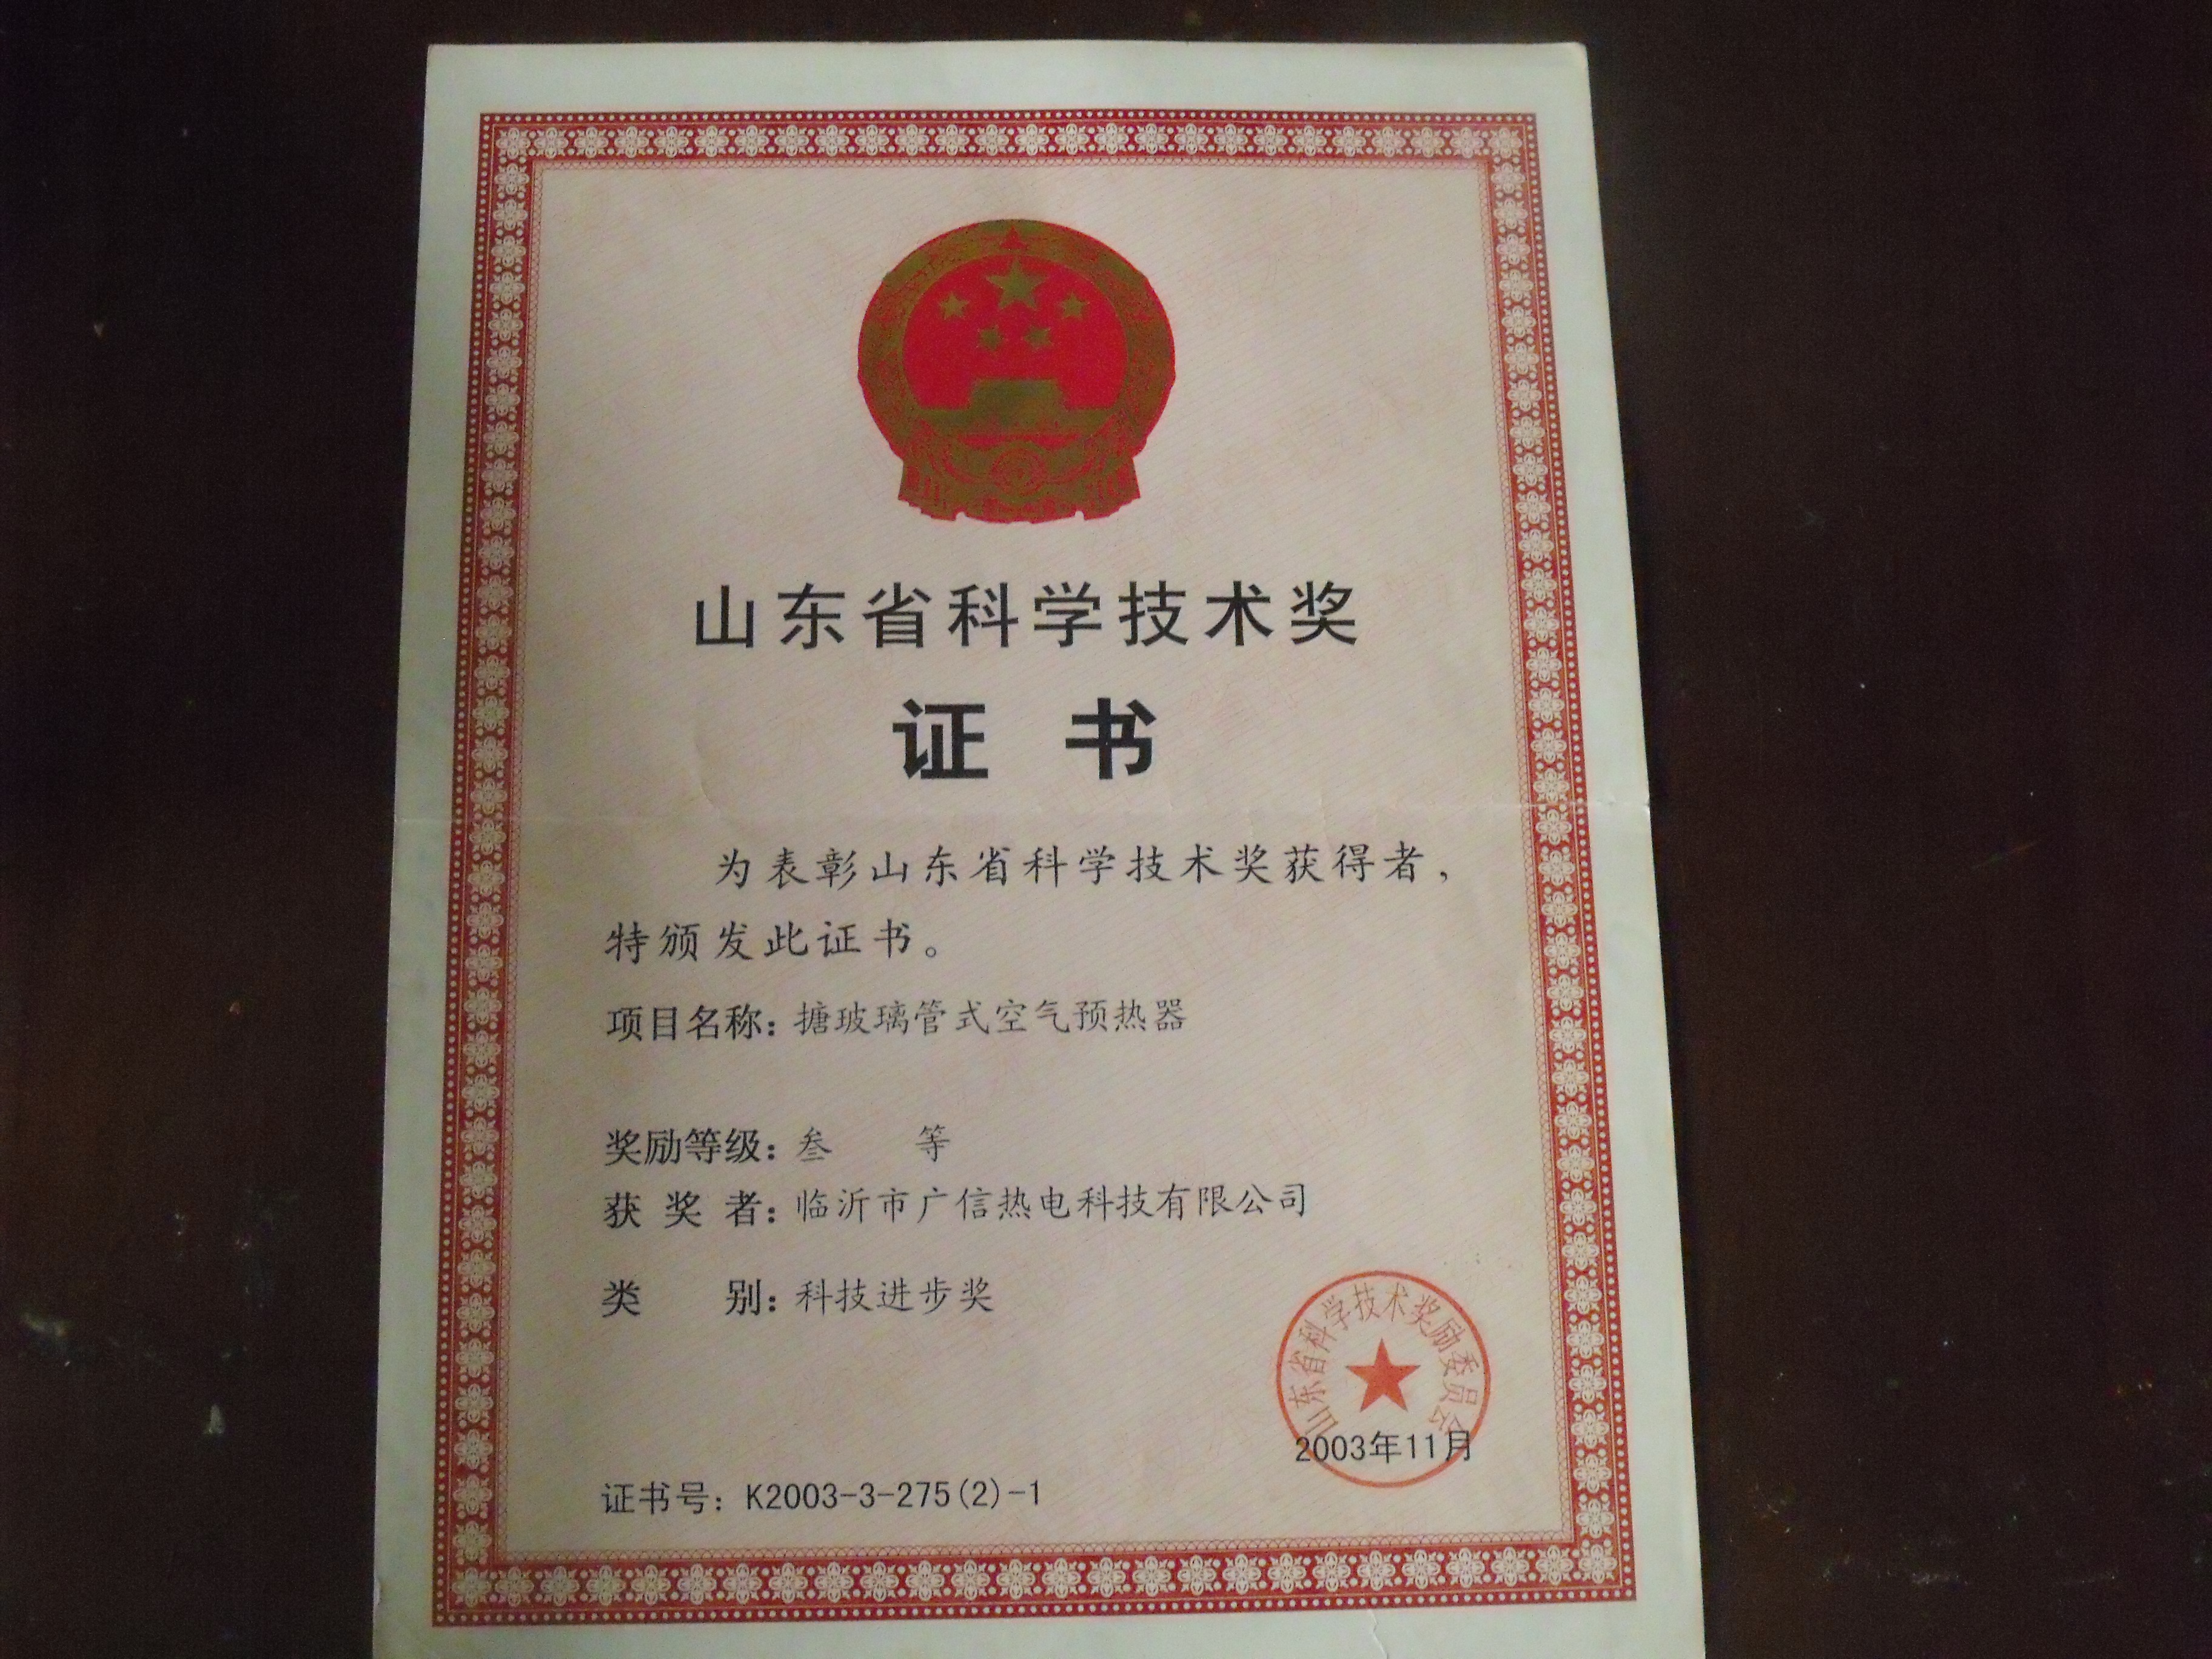 山东省科学技术奖
证书
为表彰山东省科学技术奖获得者，
特颁发此证书。
项目名称：搪玻璃管式空气预热器
奖励等级：叁 等
获奖者：临沂市广信热电科技有限公司
类别：科技进步奖
山东省科学技术奖励委员会
2003年11月
证书号：K2003-3-275(2)-1